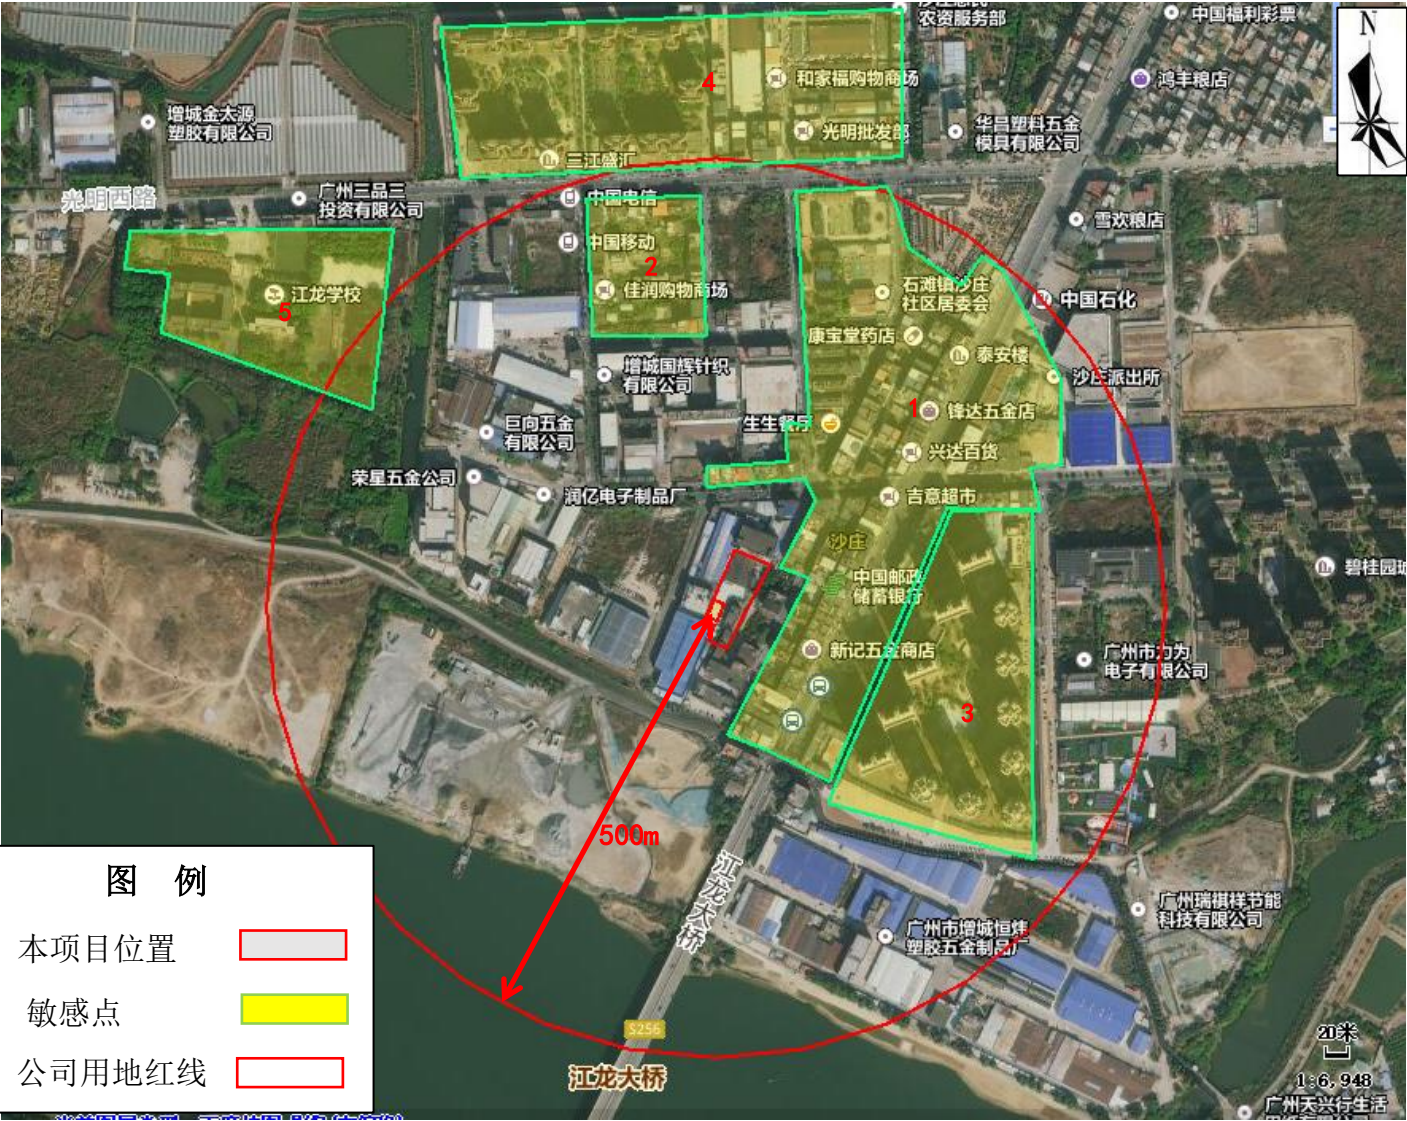 农资服务部
中国福利彩票
N
和家福购物商场
4
鸿丰粮店
增城金太源
塑胶有限公司
光明批发部
华昌塑料五金
模具有限公司
三江盛汇
光明西路
广州三品三
投资有限公司
中国电信
雪欢粮店
中国移动
2
佳润购物商场
江龙学校
5
石滩镇沙庄
社区居委会
中国石化
康宝堂药店
泰安楼
增城国辉针织
有限公司
沙庄派出所
1
锋达五金店
巨向五金
有限公司
生生餐厅
兴达百货
荣星五金公司
润亿电子制品厂
吉意超市
沙庄
中国邮政
储蓄银行
碧桂园城
新记五金商店
广州市力为
电子有限公司
3
500m
江龙大桥
图 例
本项目位置
敏感点
公司用地红线
广州瑞祺祥节能
科技有限公司
广州市增城恒炜
塑胶五金制品厂
S256
江龙大桥
20米
1:6,948
广州天兴行生活